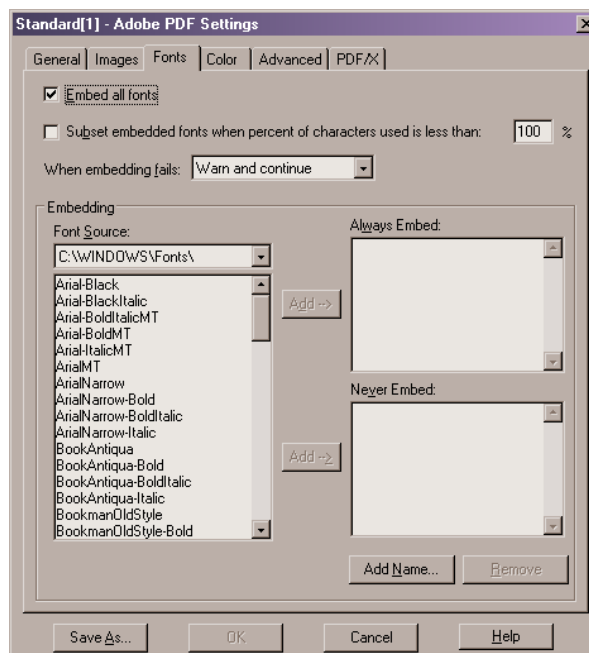 Standard[1] - Adobe PDF Settings
General Images Fonts Color Advanced PDF/X
Embed all fonts
Subset embedded fonts when percent of characters used is less than: 100 %
When embedding fails: Warn and continue
Embedding
Font Source:
C:\WINDOWS\Fonts\
Arial-Black
Arial-BlackItalic
Arial-BoldItalicMT
Arial-BoldMT
Arial-ItalicMT
ArialMT
ArialNarrow
ArialNarrow-Bold
ArialNarrow-BoldItalic
ArialNarrow-Italic
BookAntiqua
BookAntiqua-Bold
BookAntiqua-BoldItalic
BookAntiqua-Italic
BookmanOldStyle
BookmanOldStyle-Bold
Add -->
Add -->
Always Embed:
Never Embed:
Add Name... Remove
Save As... OK Cancel Help